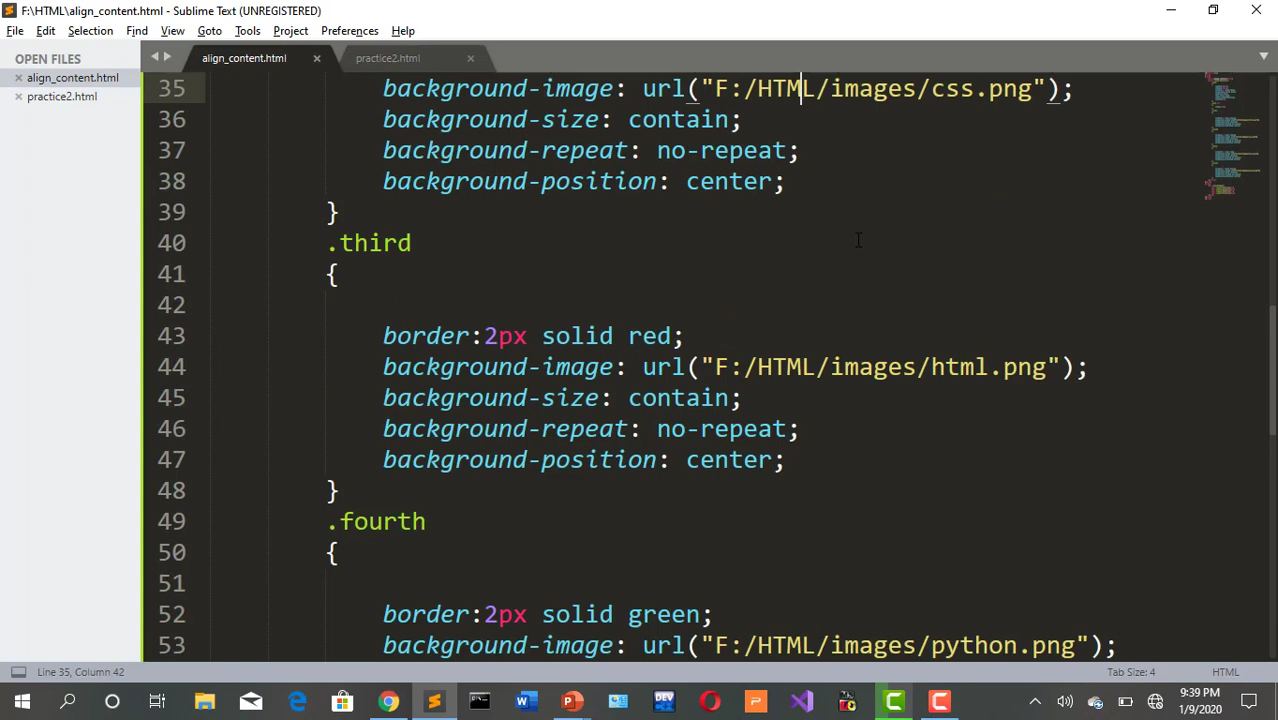 F:\HTML\align_content.html - Sublime Text (UNREGISTERED)
File Edit Selection Find View Goto Tools Project Preferences Help
OPEN FILES
align_content.html
practice2.html
align_content.html
practice2.html
35 background-image: url("F:/HTML/images/css.png");
36 background-size: contain;
37 background-repeat: no-repeat;
38 background-position: center;
39 }
40 .third
41 {
42
43 border:2px solid red;
44 background-image: url("F:/HTML/images/html.png");
45 background-size: contain;
46 background-repeat: no-repeat;
47 background-position: center;
48 }
49 .fourth
50 {
51
52 border:2px solid green;
53 background-image: url("F:/HTML/images/python.png");
Line 35, Column 42
Tab Size: 4
HTML
9:39 PM
1/9/2020